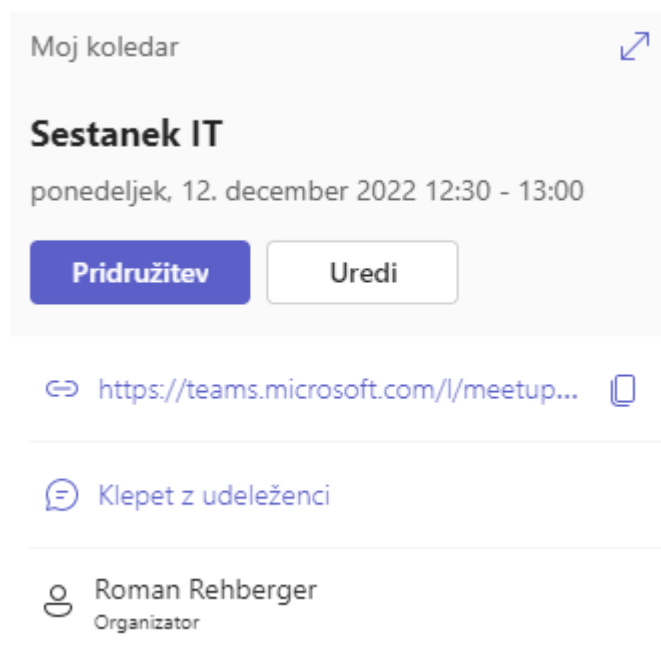 Moj koledar
Sestanek IT
ponedeljek, 12. december 2022 12:30 - 13:00
Pridružitev
Uredi
https://teams.microsoft.com/l/meetup...
Klepet z udeleženci
Roman Rehberger
Organizator